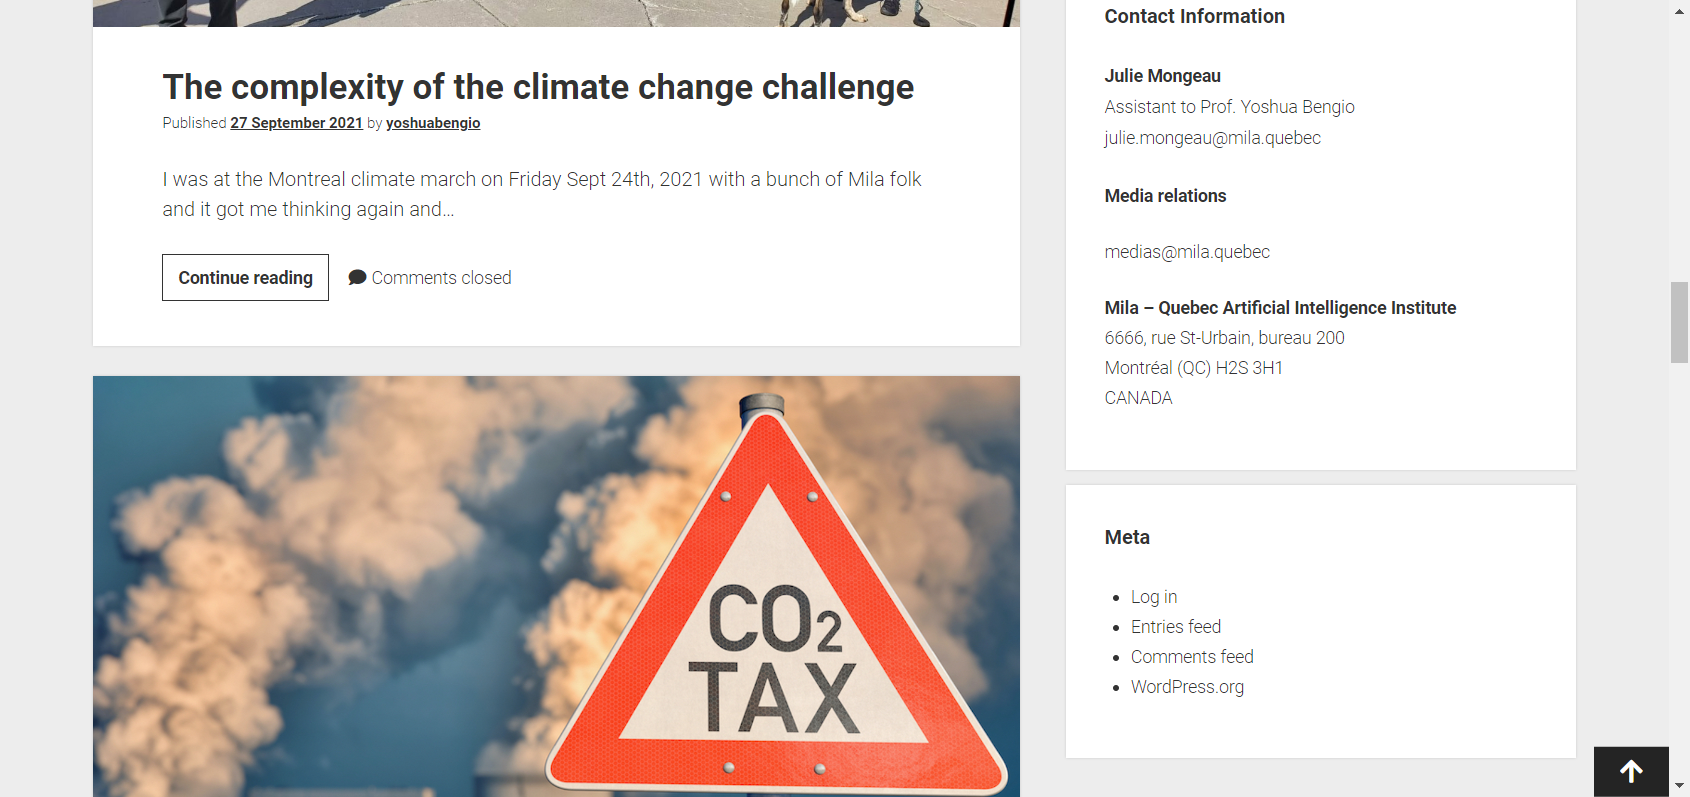 The complexity of the climate change challenge
Published 27 September 2021 by yoshuabengio
I was at the Montreal climate march on Friday Sept 24th, 2021 with a bunch of Mila folk
and it got me thinking again and…
Continue reading
Comments closed
CO2
TAX
Contact Information
Julie Mongeau
Assistant to Prof. Yoshua Bengio
julie.mongeau@mila.quebec
Media relations
medias@mila.quebec
Mila – Quebec Artificial Intelligence Institute
6666, rue St-Urbain, bureau 200
Montréal (QC) H2S 3H1
CANADA
Meta
Log in
Entries feed
Comments feed
WordPress.org